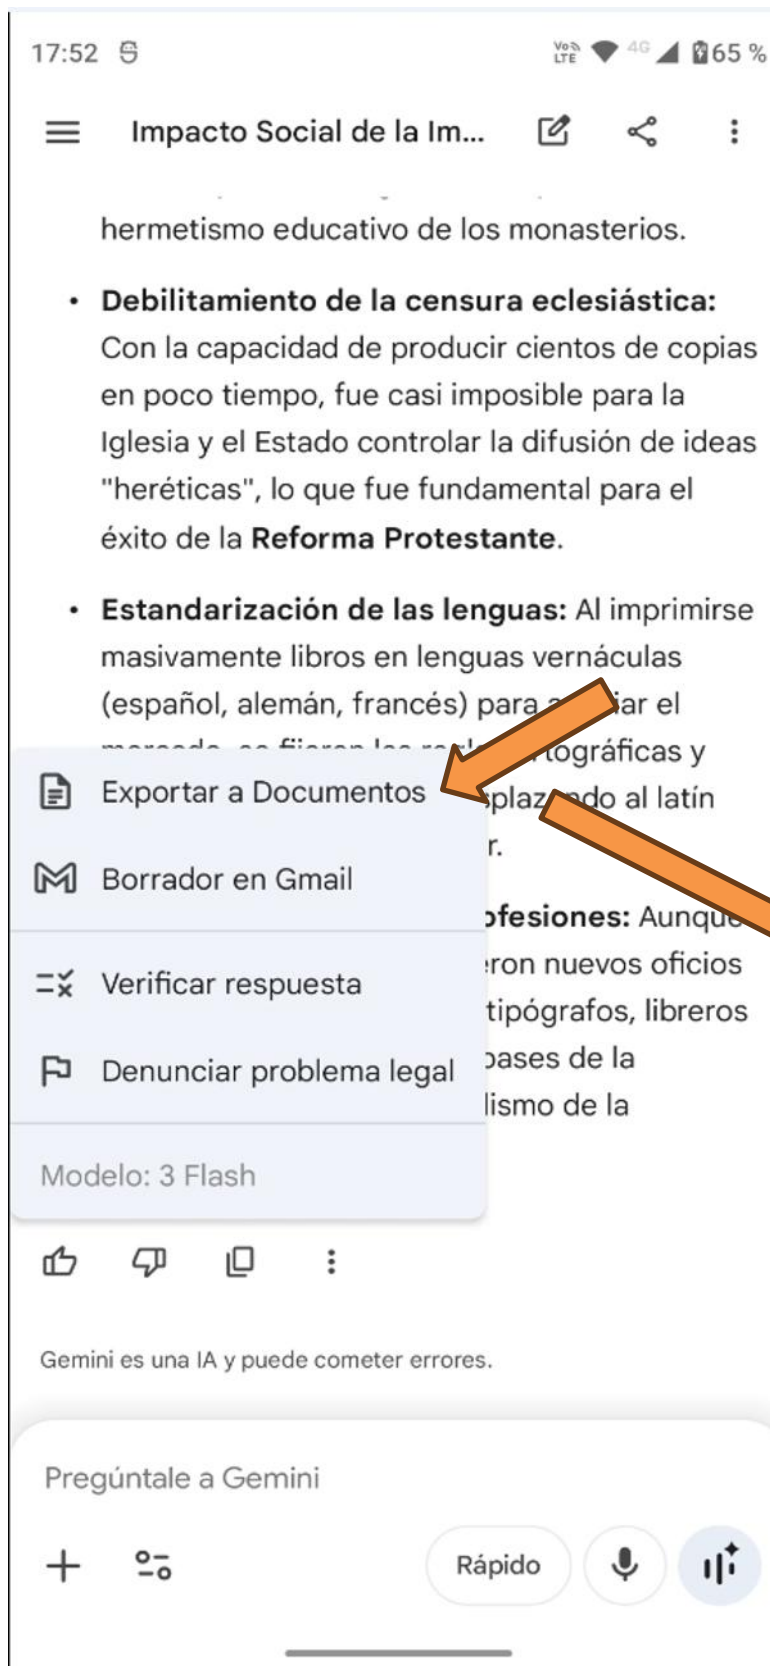 17:52
Vo LTE 4G 65 %
Impacto Social de la Im...
hermetismo educativo de los monasterios.
• Debilitamiento de la censura eclesiástica:
Con la capacidad de producir cientos de copias
en poco tiempo, fue casi imposible para la
Iglesia y el Estado controlar la difusión de ideas
"heréticas", lo que fue fundamental para el
éxito de la Reforma Protestante.
• Estandarización de las lenguas: Al imprimirse
masivamente libros en lenguas vernáculas
(español, alemán, francés) para el
y
Exportar a Documentos
al latín
Borrador en Gmail
Aunque
nuevos oficios
Verificar respuesta
tipógrafos, libreros
de la
Denunciar problema legal
de la
Modelo: 3 Flash
Gemini es una IA y puede cometer errores.
Pregúntale a Gemini
Rápido